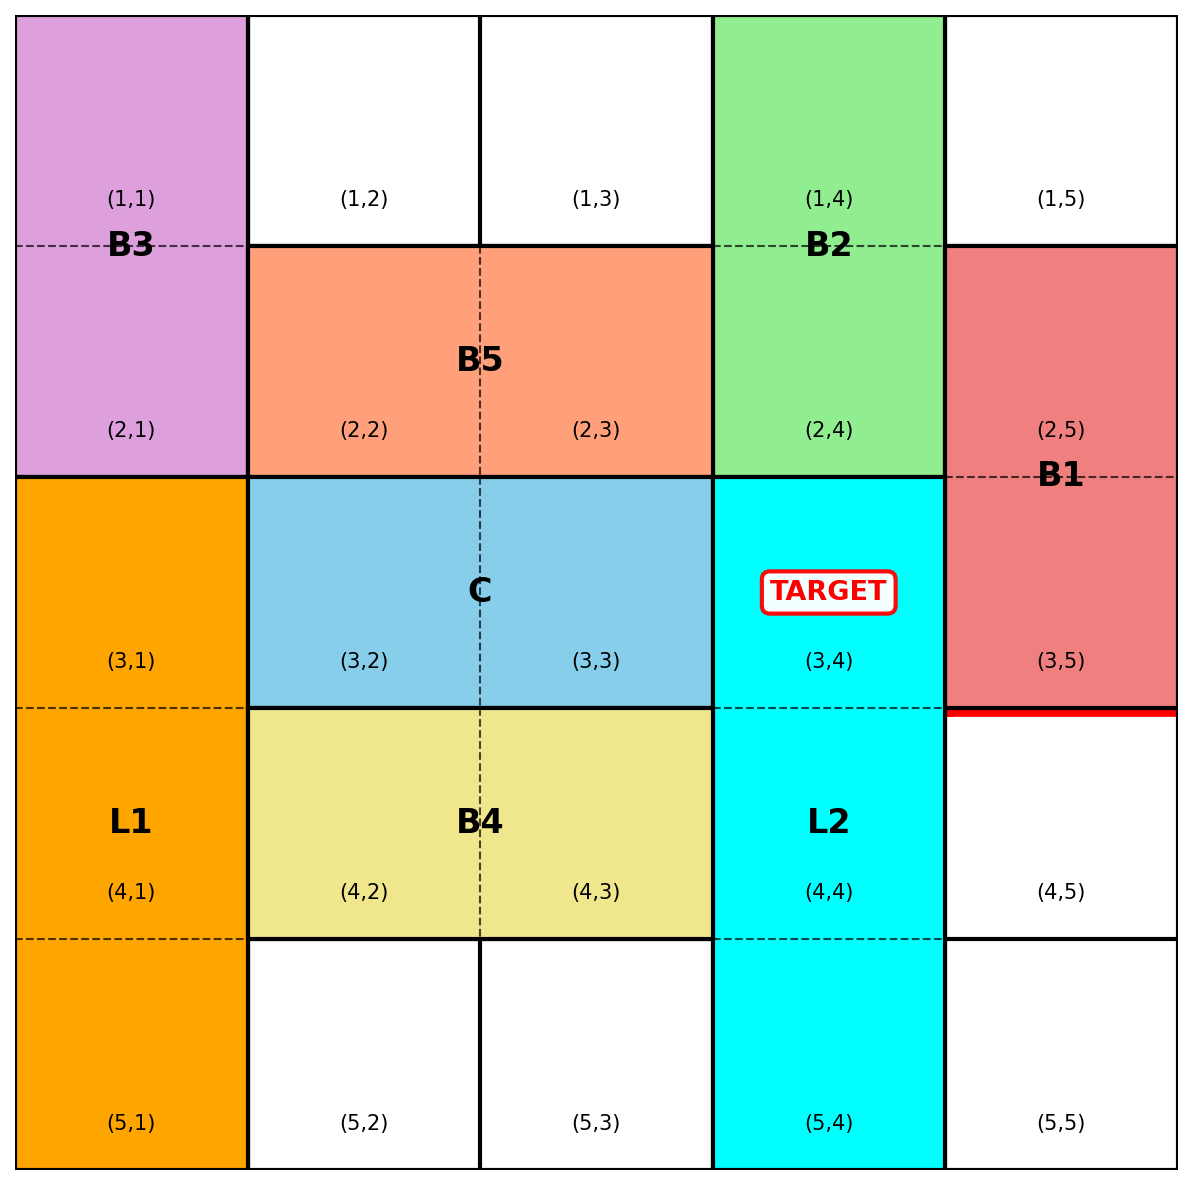 (1,1) (1,2) (1,3) (1,4) (1,5)
B3 B2
B5
(2,1) (2,2) (2,3) (2,4) (2,5)
B1
C TARGET
(3,1) (3,2) (3,3) (3,4) (3,5)
L1 B4 L2
(4,1) (4,2) (4,3) (4,4) (4,5)
(5,1) (5,2) (5,3) (5,4) (5,5)